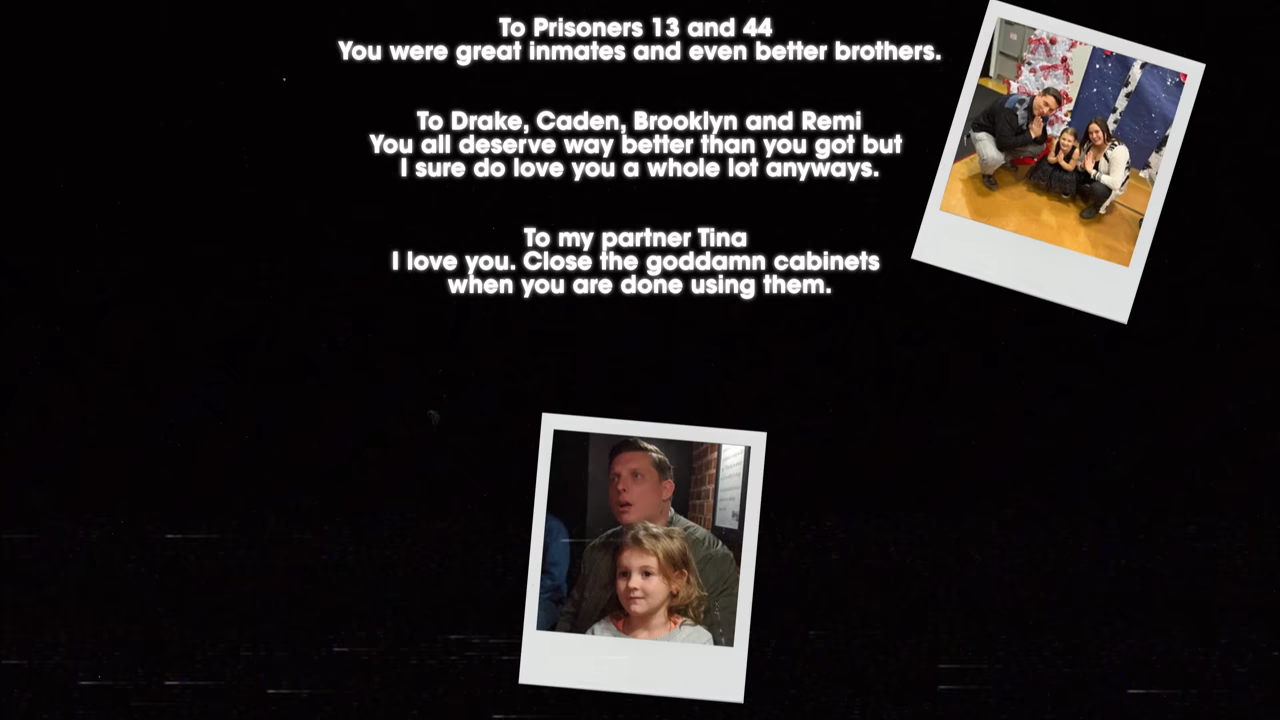 To Prisoners 13 and 44
You were great inmates and even better brothers.
To Drake, Caden, Brooklyn and Remi
You all deserve way better than you got but
I sure do love you a whole lot anyways.
To my partner Tina
I love you. Close the goddamn cabinets
when you are done using them.